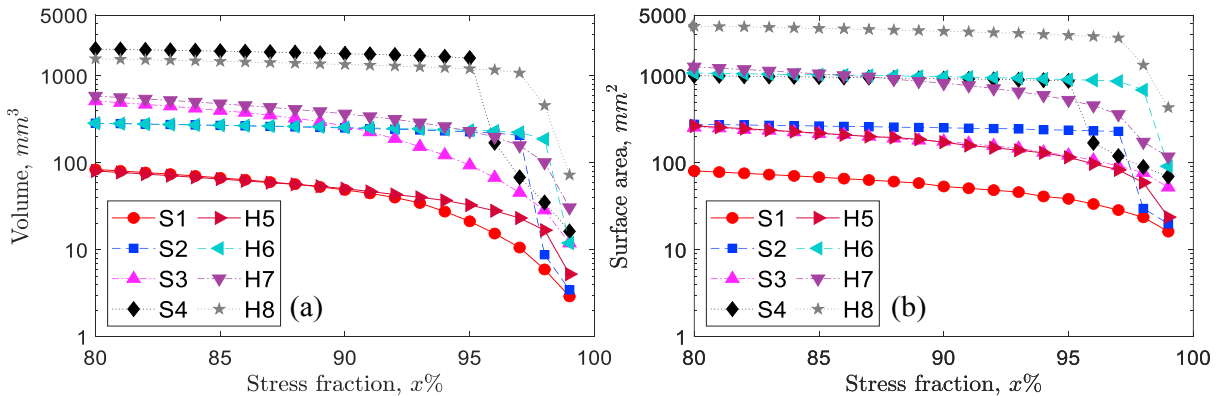 5000
1000
100
10
1
80
85
90
95
100
Volume, mm³
Stress fraction, x%
S1
S2
S3
S4
H5
H6
H7
H8
(a)
5000
1000
100
10
1
80
85
90
95
100
Surface area, mm²
Stress fraction, x%
S1
S2
S3
S4
H5
H6
H7
H8
(b)